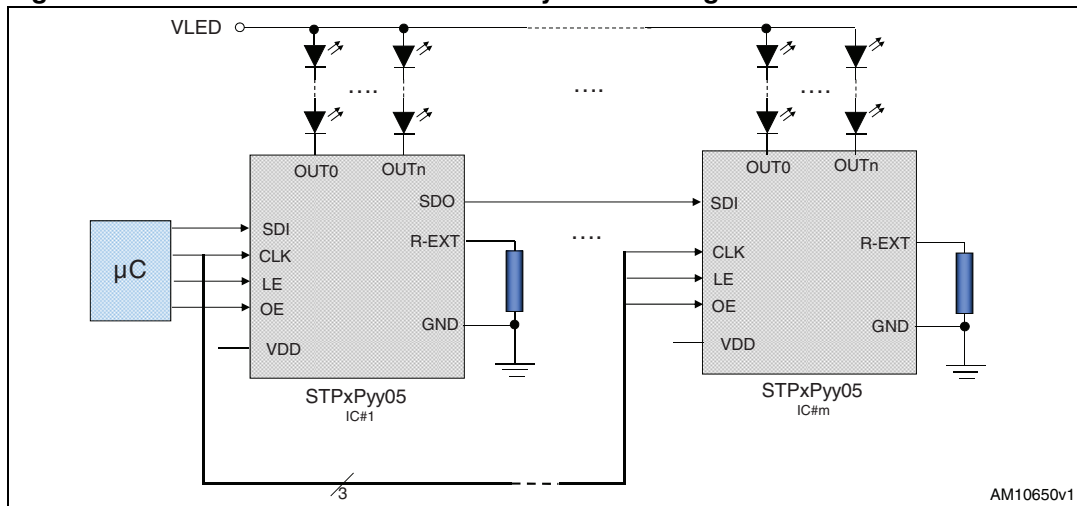 VLED
....
....
....
OUT0
OUTn
OUT0
OUTn
SDO
SDI
SDI
CLK
LE
OE
R-EXT
....
CLK
LE
OE
R-EXT
µC
GND
GND
VDD
VDD
STPxPyy05
IC#1
STPxPyy05
IC#m
3
AM10650v1